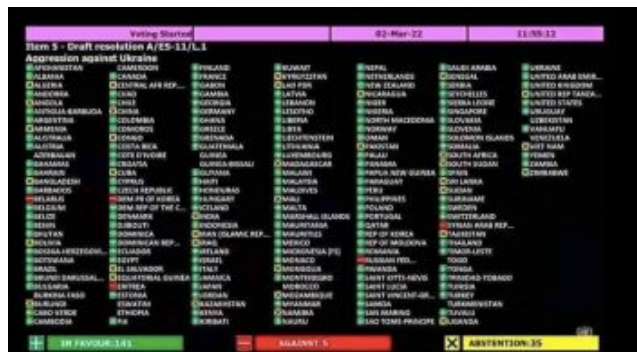 Voting Started
02-Mar-22
11:55:12
Item 5 - Draft resolution A/ES-11/L.1
Aggression against Ukraine
AFGHANISTAN
ALBANIA
ALGERIA
ANDORRA
ANGOLA
ANTIGUA-BARBUDA
ARGENTINA
ARMENIA
AUSTRALIA
AUSTRIA
AZERBAIJAN
BAHAMAS
BAHRAIN
BANGLADESH
BARBADOS
BELARUS
BELGIUM
BELIZE
BENIN
BHUTAN
BOLIVIA
BOSNIA-HERZEGOVI...
BOTSWANA
BRAZIL
BRUNEI DARUSSAL...
BULGARIA
BURKINA FASO
BURUNDI
CABO VERDE
CAMBODIA
CAMEROON
CANADA
CENTRAL AFR REP...
CHAD
CHILE
CHINA
COLOMBIA
COMOROS
CONGO
COSTA RICA
COTE D'IVOIRE
CROATIA
CUBA
CYPRUS
CZECH REPUBLIC
DEM PR OF KOREA
DEM REP OF THE C...
DENMARK
DJIBOUTI
DOMINICA
DOMINICAN REP...
ECUADOR
EGYPT
EL SALVADOR
EQUATORIAL GUINEA
ERITREA
ESTONIA
ESWATINI
ETHIOPIA
FIJI
FINLAND
FRANCE
GABON
GAMBIA
GEORGIA
GERMANY
GHANA
GREECE
GRENADA
GUATEMALA
GUINEA
GUINEA-BISSAU
GUYANA
HAITI
HONDURAS
HUNGARY
ICELAND
INDIA
INDONESIA
IRAN (ISLAMIC REP...
IRAQ
IRELAND
ISRAEL
ITALY
JAMAICA
JAPAN
JORDAN
KAZAKHSTAN
KENYA
KIRIBATI
KUWAIT
KYRGYZSTAN
LAO PDR
LATVIA
LEBANON
LESOTHO
LIBERIA
LIBYA
LIECHTENSTEIN
LITHUANIA
LUXEMBOURG
MADAGASCAR
MALAWI
MALAYSIA
MALDIVES
MALI
MALTA
MARSHALL ISLANDS
MAURITANIA
MAURITIUS
MEXICO
MICRONESIA (FS)
MONACO
MONGOLIA
MONTENEGRO
MOROCCO
MOZAMBIQUE
MYANMAR
NAMIBIA
NAURU
NEPAL
NETHERLANDS
NEW ZEALAND
NICARAGUA
NIGER
NIGERIA
NORTH MACEDONIA
NORWAY
OMAN
PAKISTAN
PALAU
PANAMA
PAPUA NEW GUINEA
PARAGUAY
PERU
PHILIPPINES
POLAND
PORTUGAL
QATAR
REP OF KOREA
REP OF MOLDOVA
ROMANIA
RUSSIAN FED...
RWANDA
SAINT KITTS-NEVIS
SAINT LUCIA
SAINT VINCENT-GR...
SAMOA
SAN MARINO
SAO TOME-PRINCIPE
SAUDI ARABIA
SENEGAL
SERBIA
SEYCHELLES
SIERRA LEONE
SINGAPORE
SLOVAKIA
SLOVENIA
SOLOMON ISLANDS
SOMALIA
SOUTH AFRICA
SOUTH SUDAN
SPAIN
SRI LANKA
SUDAN
SURINAME
SWEDEN
SWITZERLAND
SYRIAN ARAB REP...
TAJIKISTAN
THAILAND
TIMOR-LESTE
TOGO
TONGA
TRINIDAD-TOBAGO
TUNISIA
TURKEY
TURKMENISTAN
TUVALU
UGANDA
UKRAINE
UNITED ARAB EMIR...
UNITED KINGDOM
UNITED REP TANZA...
UNITED STATES
URUGUAY
UZBEKISTAN
VANUATU
VENEZUELA
VIET NAM
YEMEN
ZAMBIA
ZIMBABWE
IN FAVOUR:141
AGAINST:5
ABSTENTION:35